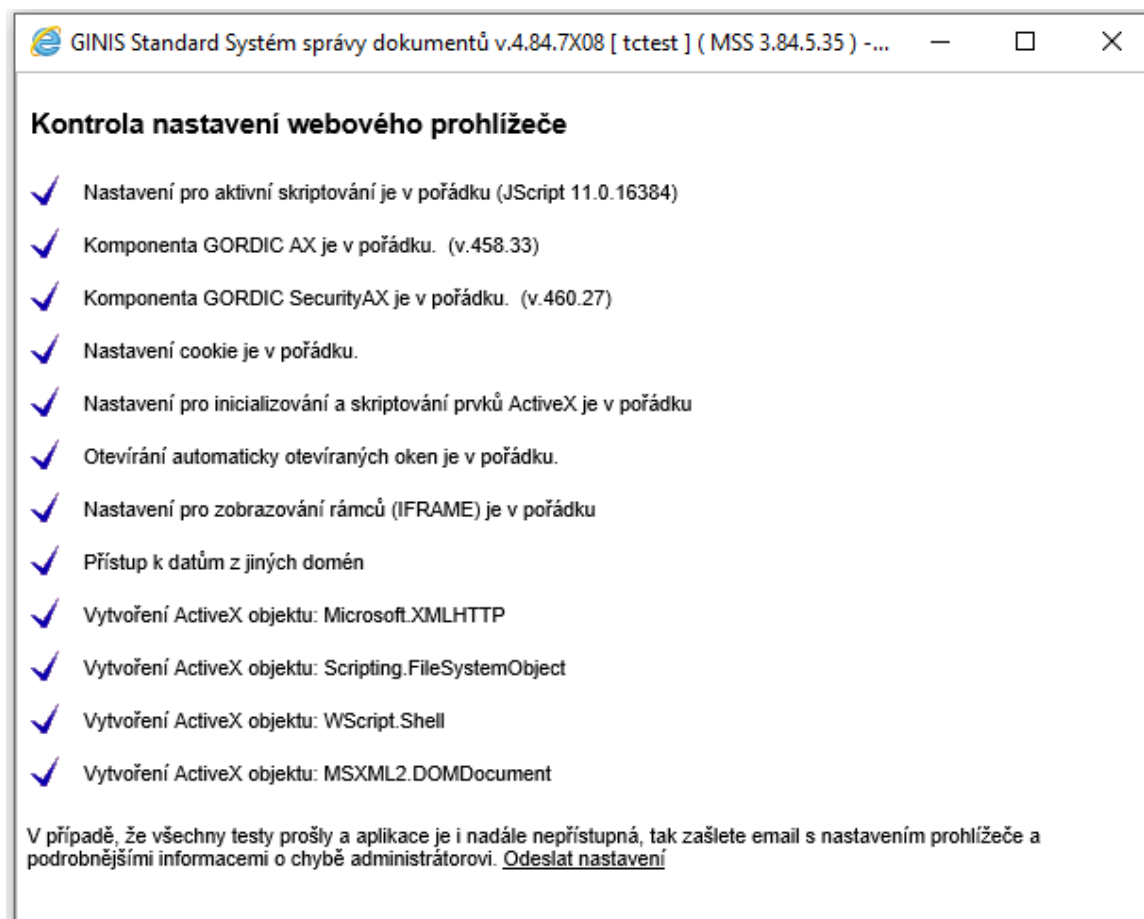 GINIS Standard Systém správy dokumentů v.4.84.7X08 [ tctest ] ( MSS 3.84.5.35 ) -...
Kontrola nastavení webového prohlížeče
Nastavení pro aktivní skriptování je v pořádku (JScript 11.0.16384)
Komponenta GORDIC AX je v pořádku.  (v.458.33)
Komponenta GORDIC SecurityAX je v pořádku.  (v.460.27)
Nastavení cookie je v pořádku.
Nastavení pro inicializování a skriptování prvků ActiveX je v pořádku
Otevírání automaticky otevíraných oken je v pořádku.
Nastavení pro zobrazování rámců (IFRAME) je v pořádku
Přístup k datům z jiných domén
Vytvoření ActiveX objektu: Microsoft.XMLHTTP
Vytvoření ActiveX objektu: Scripting.FileSystemObject
Vytvoření ActiveX objektu: WScript.Shell
Vytvoření ActiveX objektu: MSXML2.DOMDocument
V případě, že všechny testy prošly a aplikace je i nadále nepřístupná, tak zašlete email s nastavením prohlížeče a
podrobnějšími informacemi o chybě administrátorovi. Odeslat nastavení